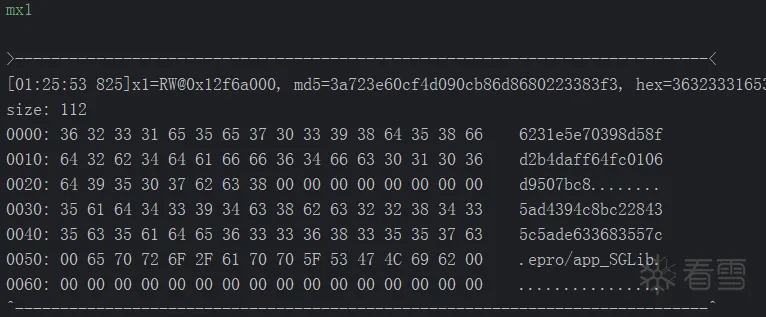 mx1
>-----------------------------------------------------------------------------<
[01:25:53 825]x1=RW@0x12f6a000, md5=3a723e60cf4d090cb86d8680223383f3, hex=36323331653
size: 112
0000: 36 32 33 31 65 35 65 37 30 33 39 38 64 35 38 66    6231e5e70398d58f
0010: 64 32 62 34 64 61 66 66 36 34 66 63 30 31 30 36    d2b4daff64fc0106
0020: 64 39 35 30 37 62 63 38 00 00 00 00 00 00 00 00    d9507bc8........
0030: 35 61 64 34 33 39 34 63 38 62 63 32 32 38 34 33    5ad4394c8bc22843
0040: 35 63 35 61 64 65 36 33 33 36 38 33 35 35 37 63    5c5ade633683557c
0050: 00 65 70 72 6F 2F 61 70 70 5F 53 47 4C 69 62 00    .epro/app_SGLib.
0060: 00 00 00 00 00 00 00 00 00 00 00 00 00 00 00 00    ................
^-----------------------------------------------------------------------------^
看雪